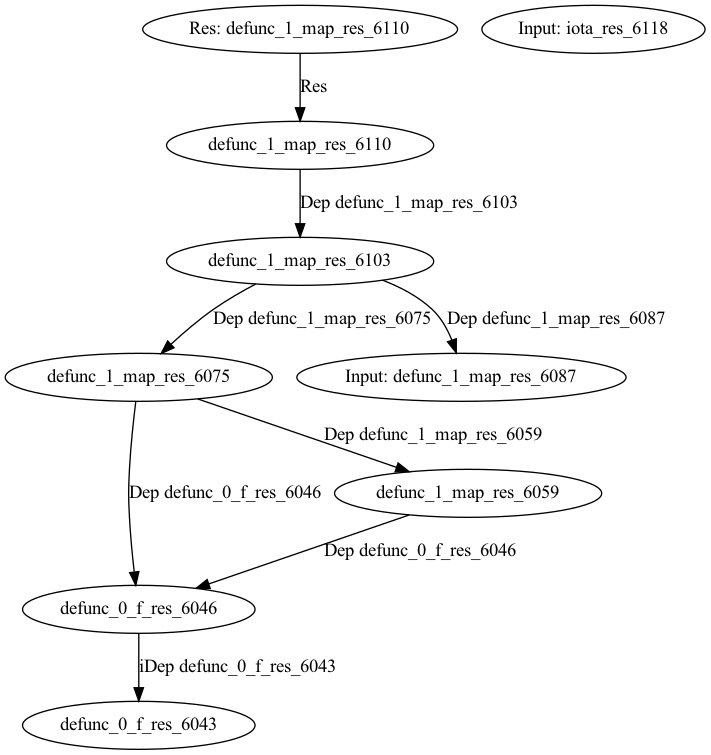 Res: defunc_1_map_res_6110
Input: iota_res_6118
Res
defunc_1_map_res_6110
Dep defunc_1_map_res_6103
defunc_1_map_res_6103
Dep defunc_1_map_res_6075
Dep defunc_1_map_res_6087
defunc_1_map_res_6075
Input: defunc_1_map_res_6087
Dep defunc_1_map_res_6059
Dep defunc_0_f_res_6046
defunc_1_map_res_6059
Dep defunc_0_f_res_6046
defunc_0_f_res_6046
iDep defunc_0_f_res_6043
defunc_0_f_res_6043